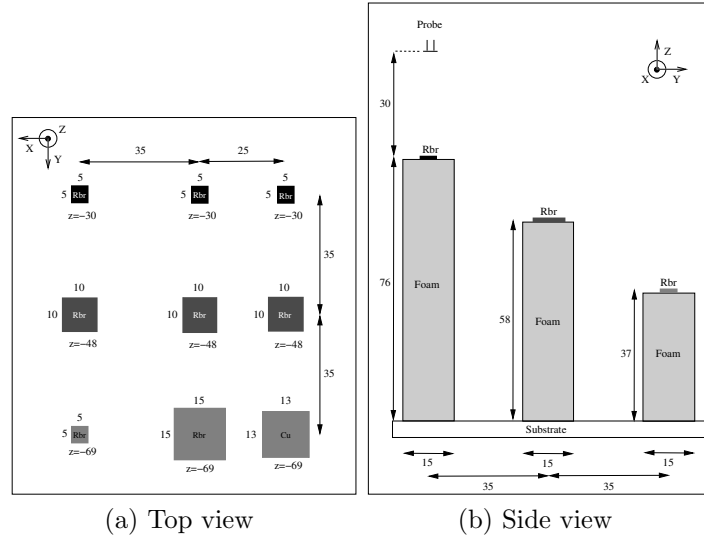 Z
X
Y
35 25
5 5 5
5 Rbr 5 Rbr 5 Rbr
z=−30 z=−30 z=−30
35
10 10 10
10 Rbr 10 Rbr 10 Rbr
z=−48 z=−48 z=−48
35
5 15 13
5 Rbr 15 Rbr 13 Cu
z=−69 z=−69 z=−69
(a) Top view
Probe
Z
X Y
30
Rbr
Rbr
Rbr
76 Foam
58 Foam
37 Foam
Substrate
15 15 15
35 35
(b) Side view